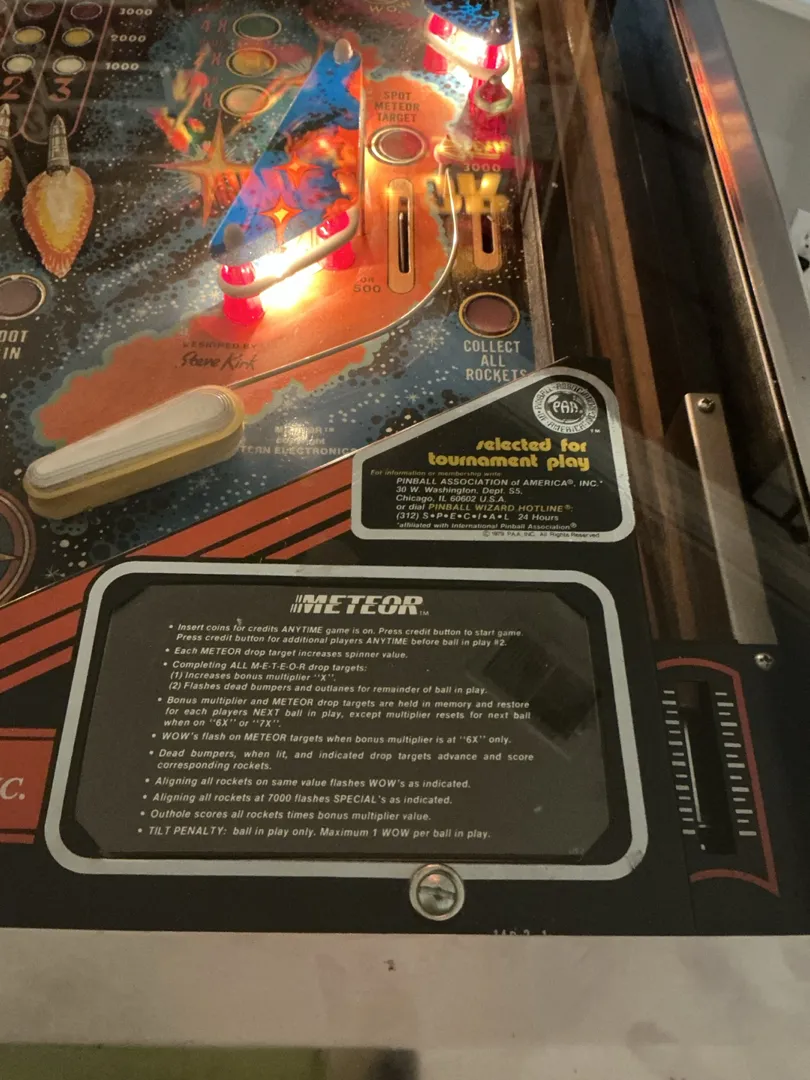 3000
2000
1000
2 3
WOW
SPOT
METEOR
TARGET
3000
OR
500
COLLECT
ALL
ROCKETS
DESIGNED BY
Steve Kirk
PAA
TM
selected for
tournament play
For information or membership write:
PINBALL ASSOCIATION of AMERICA®, INC.*
30 W. Washington, Dept. S5,
Chicago, IL 60602 U.S.A.
or dial PINBALL WIZARD HOTLINE®:
(312) S•P•E•C•I•A•L 24 Hours
*affiliated with International Pinball Association®
© 1979 P.A.A. INC. All Rights Reserved
METEOR TM
• Insert coins for credits ANYTIME game is on. Press credit button to start game.
Press credit button for additional players ANYTIME before ball in play #2.
• Each METEOR drop target increases spinner value.
• Completing ALL M-E-T-E-O-R drop targets:
(1) Increases bonus multiplier "X".
(2) Flashes dead bumpers and outlanes for remainder of ball in play.
• Bonus multiplier and METEOR drop targets are held in memory and restore
for each players NEXT ball in play, except multiplier resets for next ball
when on "6X" or "7X".
• WOW's flash on METEOR targets when bonus multiplier is at "6X" only.
• Dead bumpers, when lit, and indicated drop targets advance and score
corresponding rockets.
• Aligning all rockets on same value flashes WOW's as indicated.
• Aligning all rockets at 7000 flashes SPECIAL's as indicated.
• Outhole scores all rockets times bonus multiplier value.
• TILT PENALTY: ball in play only. Maximum 1 WOW per ball in play.
C.